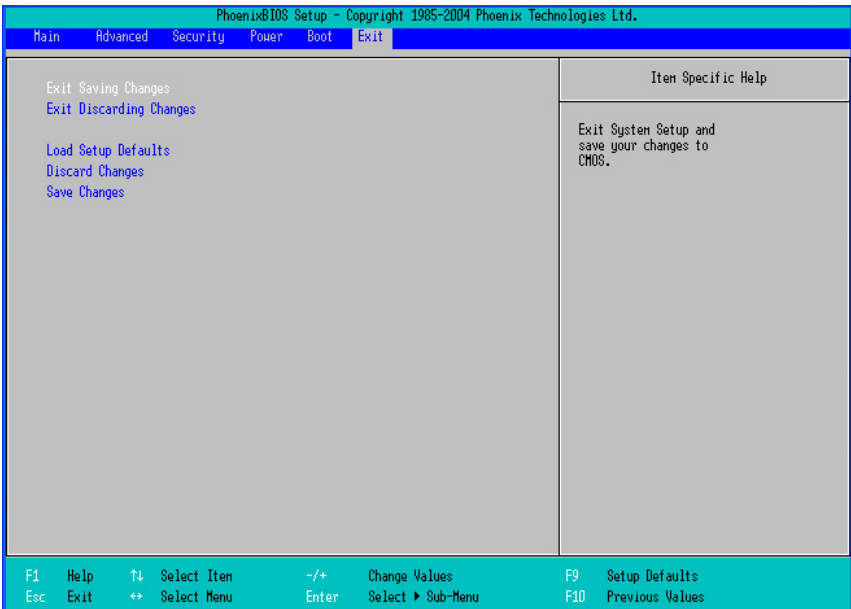 PhoenixBIOS Setup - Copyright 1985-2004 Phoenix Technologies Ltd.
Main Advanced Security Power Boot Exit
Item Specific Help
Exit Saving Changes
Exit Discarding Changes
Load Setup Defaults
Discard Changes
Save Changes
Exit System Setup and
save your changes to
CMOS.
F1 Help ↑↓ Select Item -/+ Change Values F9 Setup Defaults
Esc Exit ↔ Select Menu Enter Select ▶ Sub-Menu F10 Previous Values